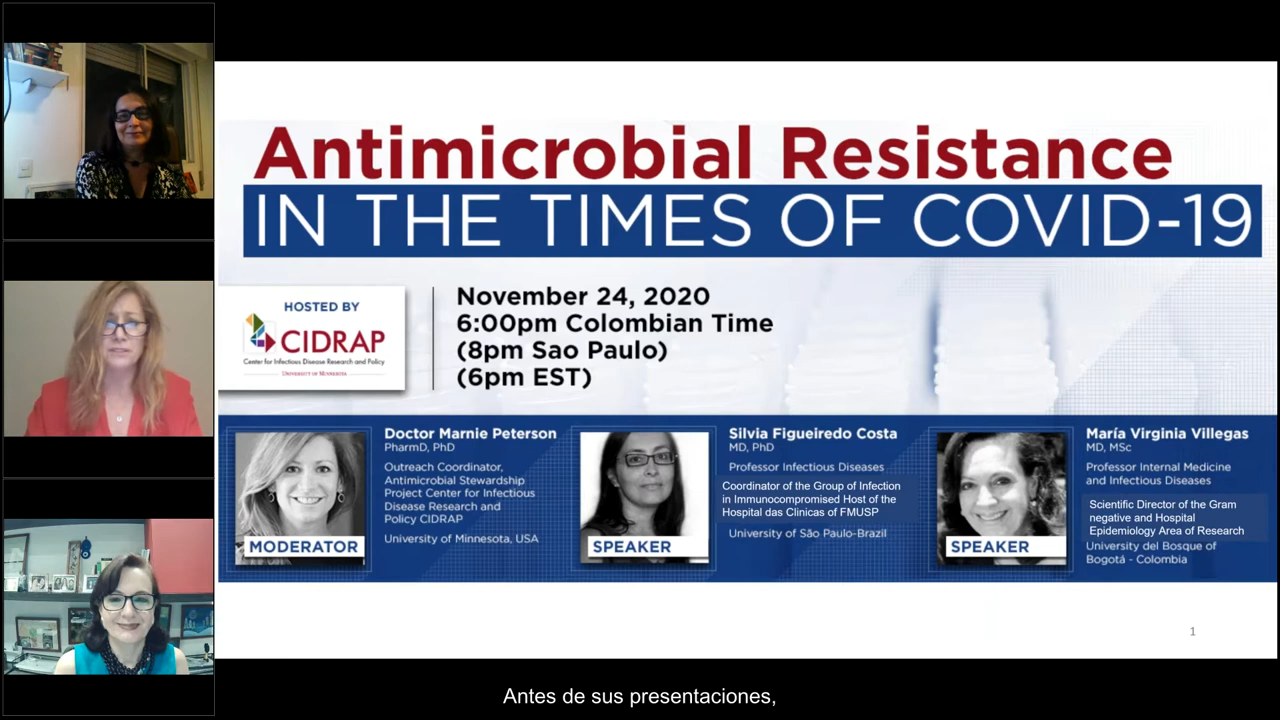 Antimicrobial Resistance
IN THE TIMES OF COVID-19
HOSTED BY
CIDRAP
Center for Infectious Disease Research and Policy
UNIVERSITY OF MINNESOTA
November 24, 2020
6:00pm Colombian Time
(8pm Sao Paulo)
(6pm EST)
Doctor Marnie Peterson
PharmD, PhD
Outreach Coordinator,
Antimicrobial Stewardship
Project Center for Infectious
Disease Research and
Policy CIDRAP
University of Minnesota, USA
MODERATOR
Silvia Figueiredo Costa
MD, PhD
Professor Infectious Diseases
Coordinator of the Group of Infection
in Immunocompromised Host of the
Hospital das Clinicas of FMUSP
University of São Paulo-Brazil
SPEAKER
María Virginia Villegas
MD, MSc
Professor Internal Medicine
and Infectious Diseases
Scientific Director of the Gram
negative and Hospital
Epidemiology Area of Research
University del Bosque of
Bogotá - Colombia
SPEAKER
1
Antes de sus presentaciones,